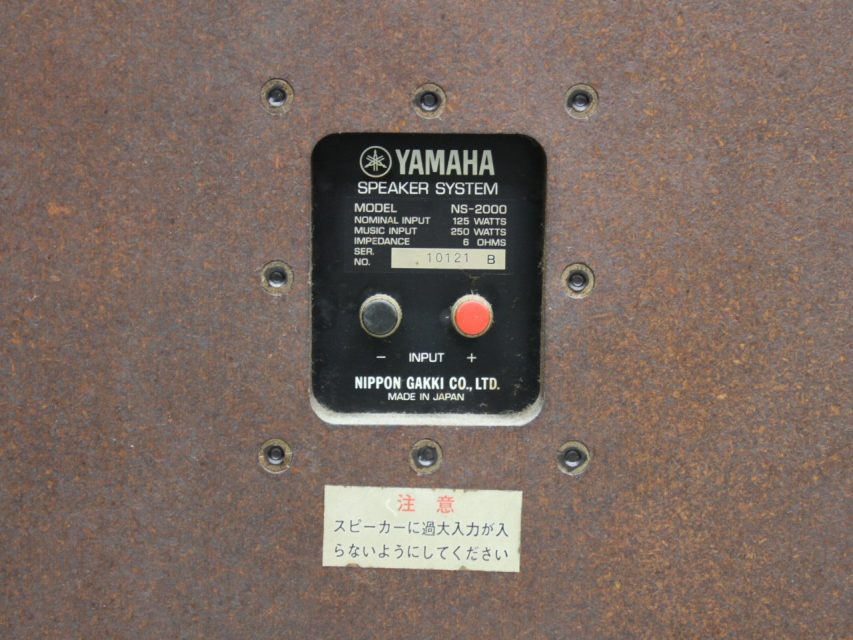 YAMAHA
SPEAKER SYSTEM
MODEL NS-2000
NOMINAL INPUT 125 WATTS
MUSIC INPUT 250 WATTS
IMPEDANCE 6 OHMS
SER.
NO. 10121 B
− INPUT +
NIPPON GAKKI CO., LTD.
MADE IN JAPAN
注意
スピーカーに過大入力が入
らないようにしてください